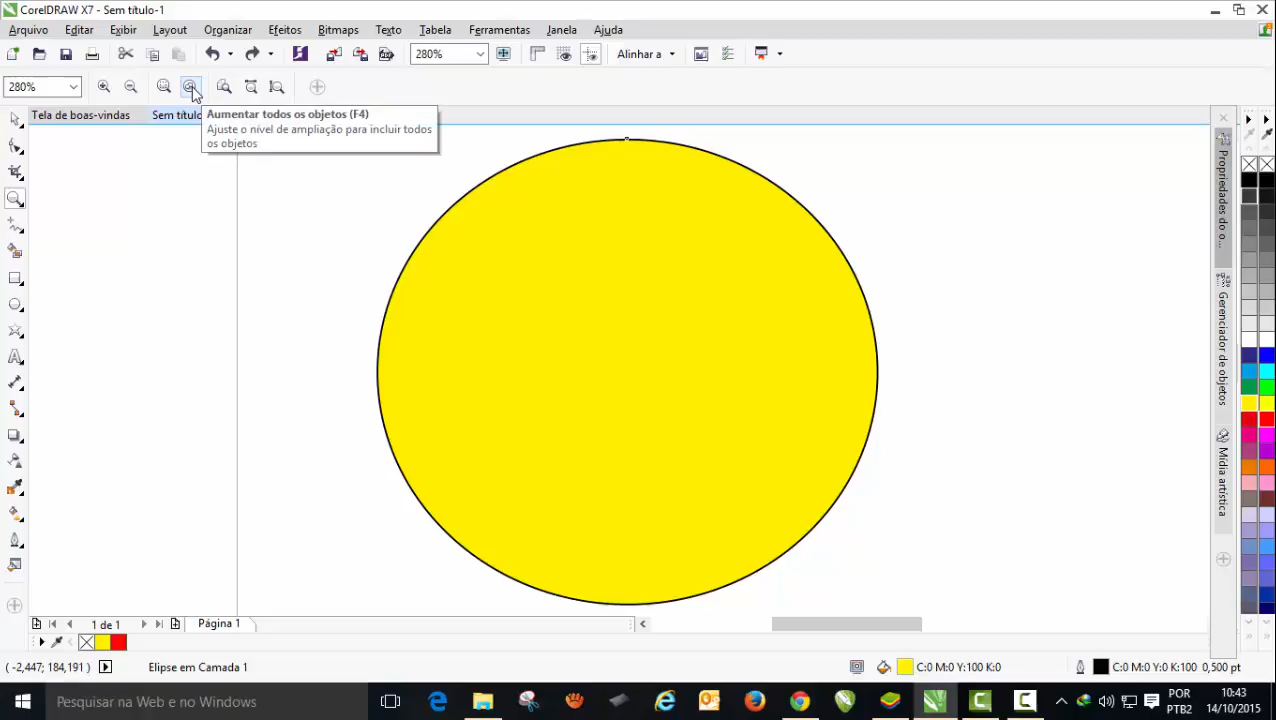 CorelDRAW X7 - Sem título-1
Arquivo Editar Exibir Layout Organizar Efeitos Bitmaps Texto Tabela Ferramentas Janela Ajuda
280% Alinhar a
280%
Tela de boas-vindas Sem título
Aumentar todos os objetos (F4)
Ajuste o nível de ampliação para incluir todos
os objetos
Propriedades do o...
Gerenciador de objetos
Mídia artística
1 de 1 Página 1
( -2,447; 184,191 ) Elipse em Camada 1 C:0 M:0 Y:100 K:0 C:0 M:0 Y:0 K:100 0,500 pt
Pesquisar na Web e no Windows
POR 10:43
PTB2 14/10/2015